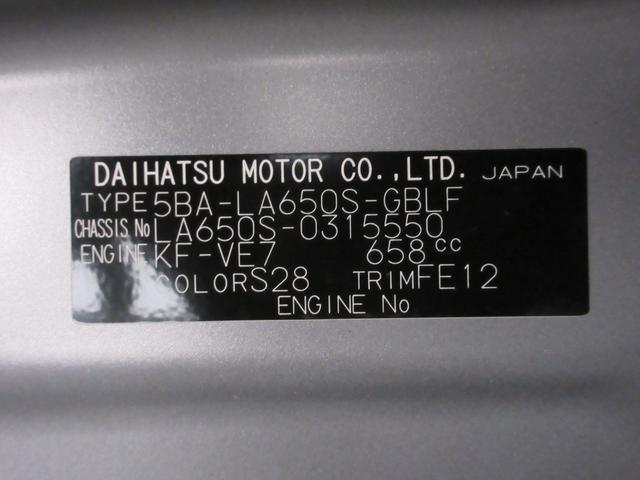 DAIHATSU MOTOR CO.,LTD. JAPAN
TYPE 5BA-LA650S-GBLF
CHASSIS No LA650S-0315550
ENGINE KF-VE7 658cc
COLOR S28 TRIM FE12
ENGINE No